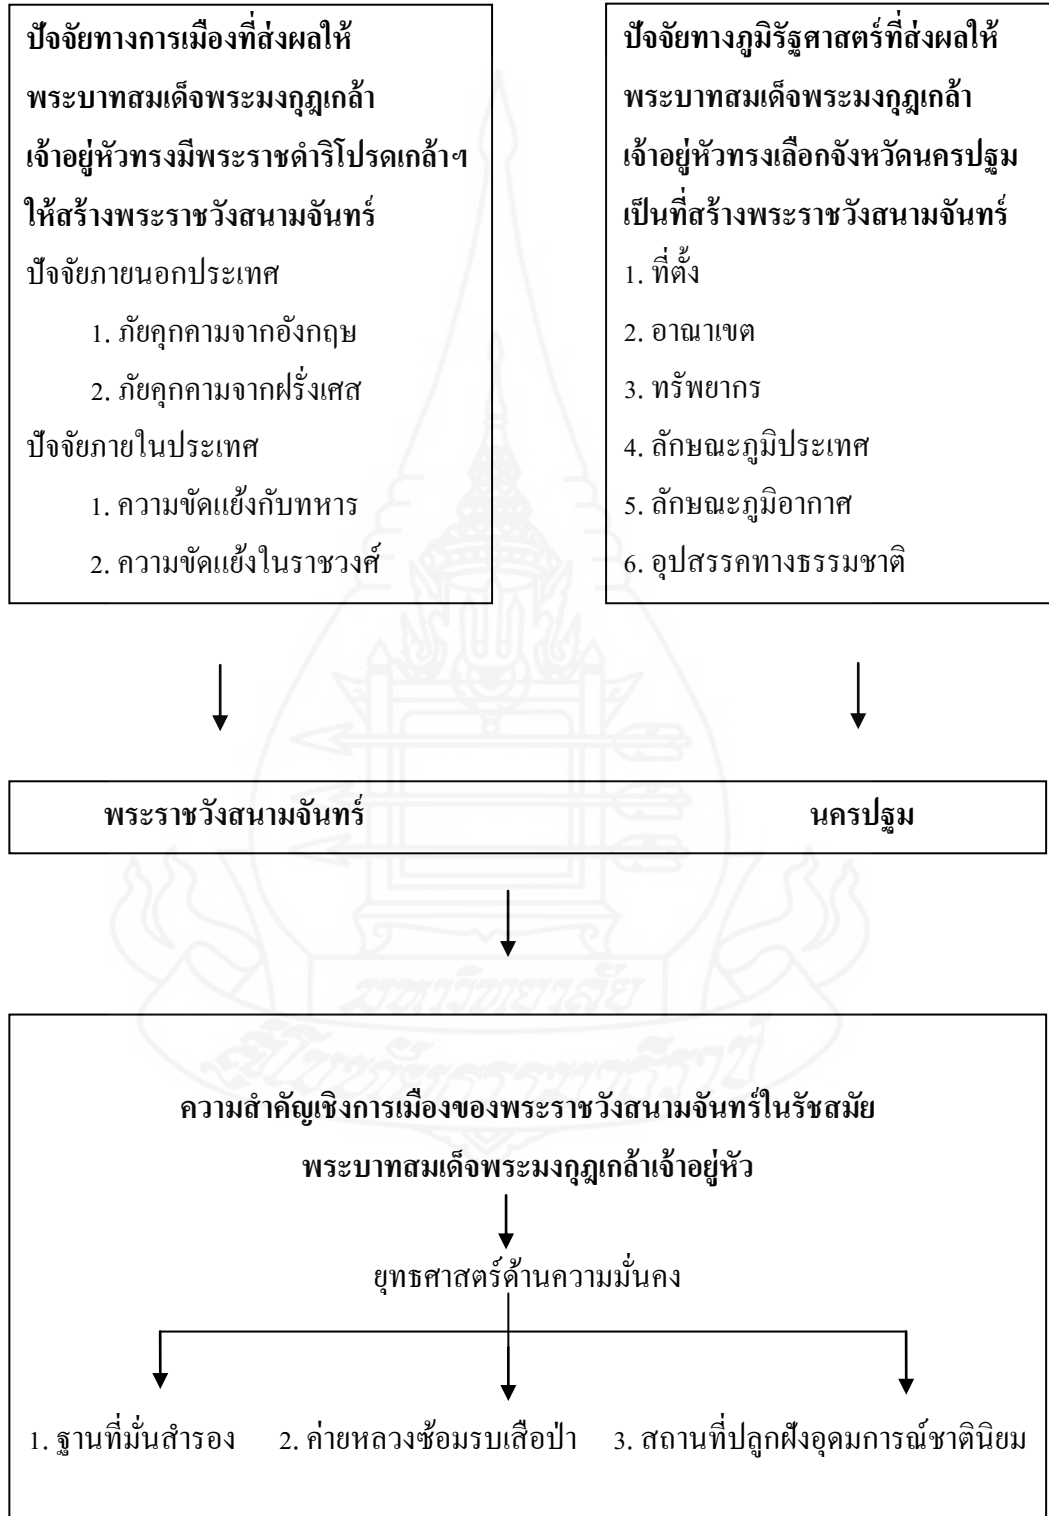 ปัจจัยทางการเมืองที่ส่งผลให้
พระบาทสมเด็จพระมงกุฎเกล้า
เจ้าอยู่หัวทรงมีพระราชดำริโปรดเกล้าฯ
ให้สร้างพระราชวังสนามจันทร์
ปัจจัยภายนอกประเทศ
1. ภัยคุกคามจากอังกฤษ
2. ภัยคุกคามจากฝรั่งเศส
ปัจจัยภายในประเทศ
1. ความขัดแย้งกับทหาร
2. ความขัดแย้งในราชวงศ์
ปัจจัยทางภูมิรัฐศาสตร์ที่ส่งผลให้
พระบาทสมเด็จพระมงกุฎเกล้า
เจ้าอยู่หัวทรงเลือกจังหวัดนครปฐม
เป็นที่สร้างพระราชวังสนามจันทร์
1. ที่ตั้ง
2. อาณาเขต
3. ทรัพยากร
4. ลักษณะภูมิประเทศ
5. ลักษณะภูมิอากาศ
6. อุปสรรคทางธรรมชาติ
พระราชวังสนามจันทร์ นครปฐม
มหาวิทยาลัย
สุโขทัยธรรมาธิราช
ความสำคัญเชิงการเมืองของพระราชวังสนามจันทร์ในรัชสมัย
พระบาทสมเด็จพระมงกุฎเกล้าเจ้าอยู่หัว
ยุทธศาสตร์ด้านความมั่นคง
1. ฐานที่มั่นสำรอง 2. ค่ายหลวงซ้อมรบเสือป่า 3. สถานที่ปลูกฝังอุดมการณ์ชาตินิยม